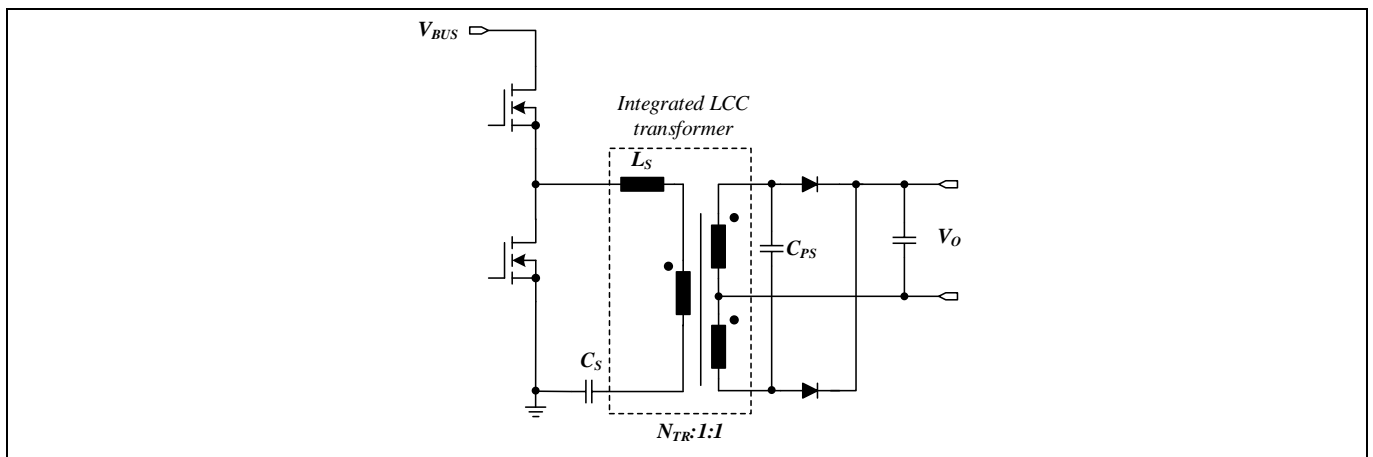 V_BUS
Integrated LCC
transformer
L_S
C_PS
V_O
C_S
N_TR:1:1